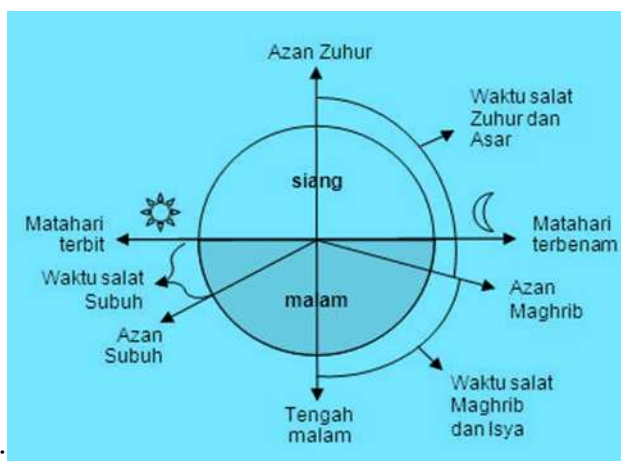 Azan Zuhur
Waktu salat
Zuhur dan
Asar
siang
Matahari
terbit
Matahari
terbenam
Waktu salat
Subuh
malam
Azan
Maghrib
Azan
Subuh
Waktu salat
Maghrib
dan Isya
Tengah
malam
.